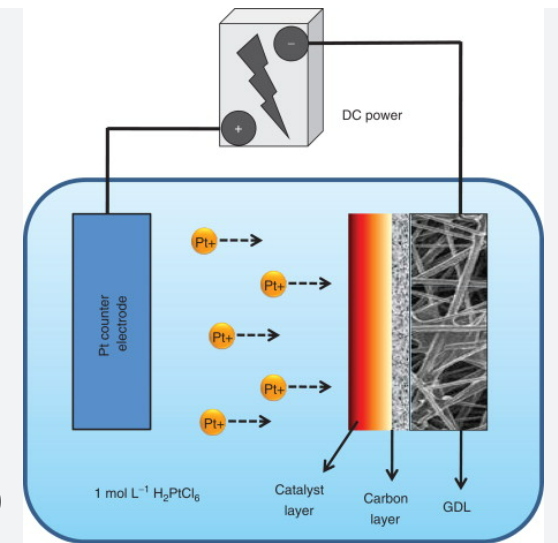 −
DC power
+
Pt+
Pt+
Pt+
Pt+
Pt+
Pt counter
electrode
1 mol L⁻¹ H₂PtCl₆
Catalyst
layer
Carbon
layer
GDL
)